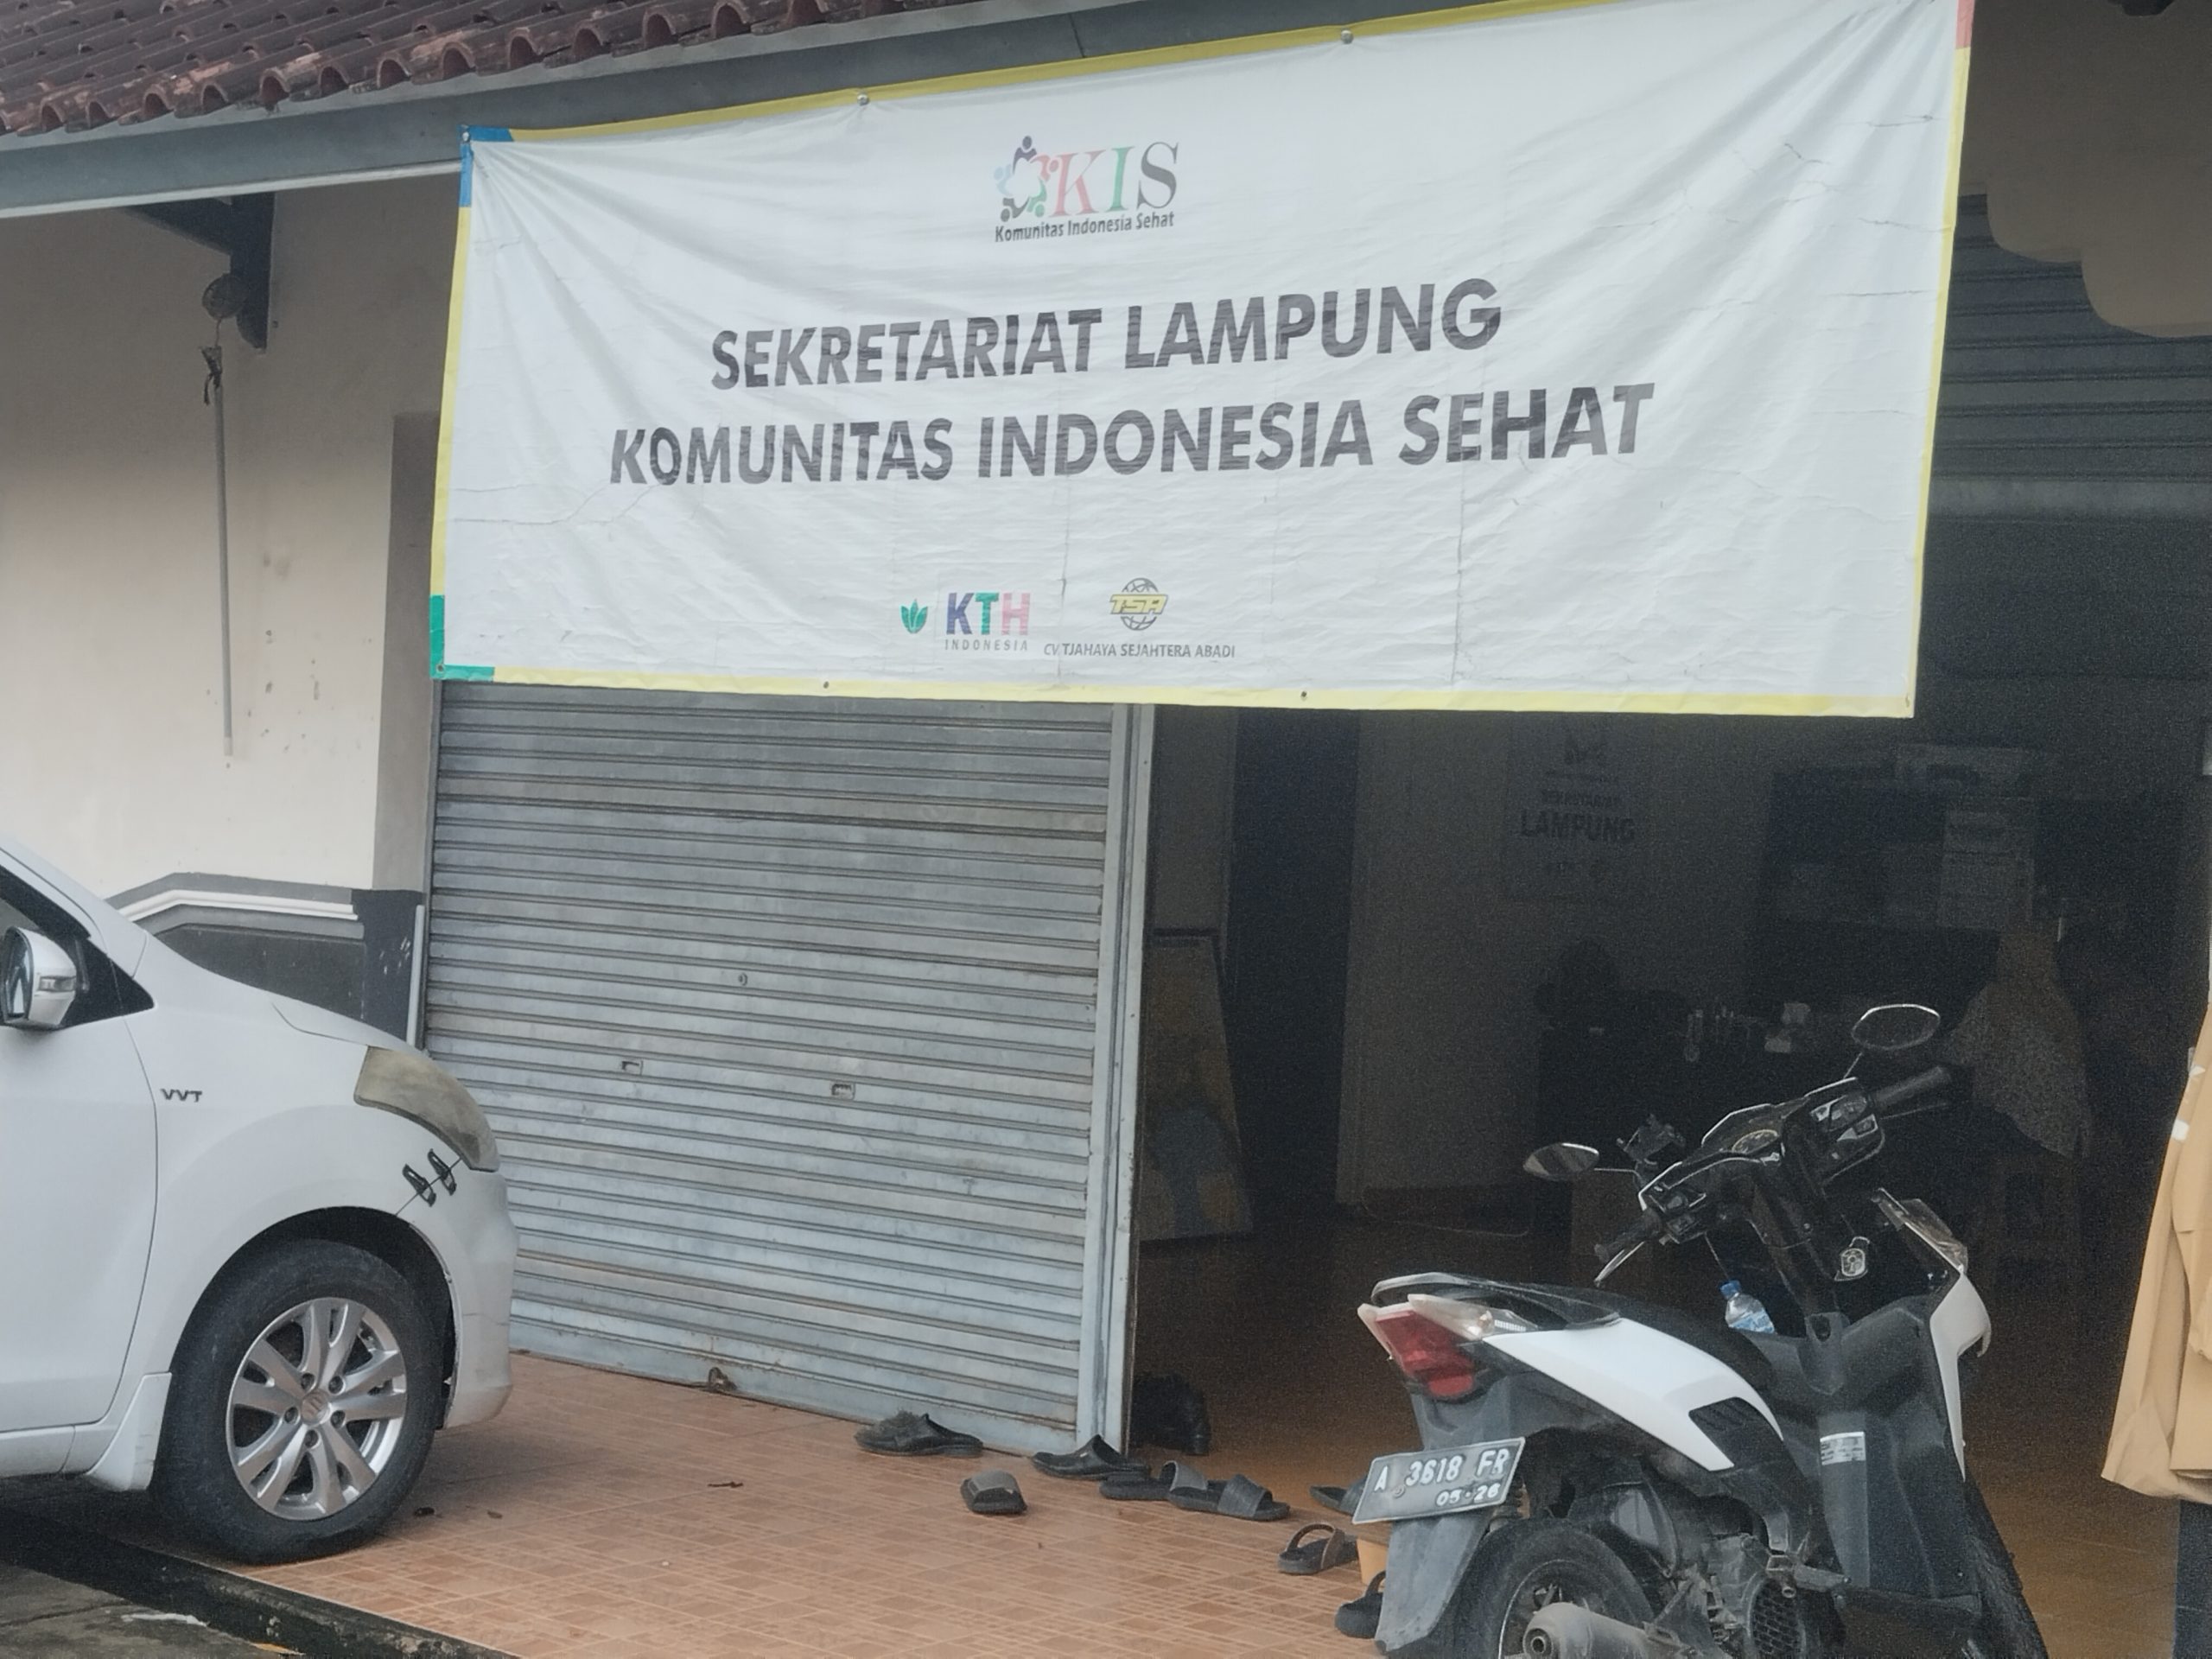 KIS
Komunitas Indonesia Sehat
SEKRETARIAT LAMPUNG
KOMUNITAS INDONESIA SEHAT
KTH
INDONESIA
TSA
CV TJAHAYA SEJAHTERA ABADI
SEKRETARIAT
LAMPUNG
VVT
A 3618 FR
05·26